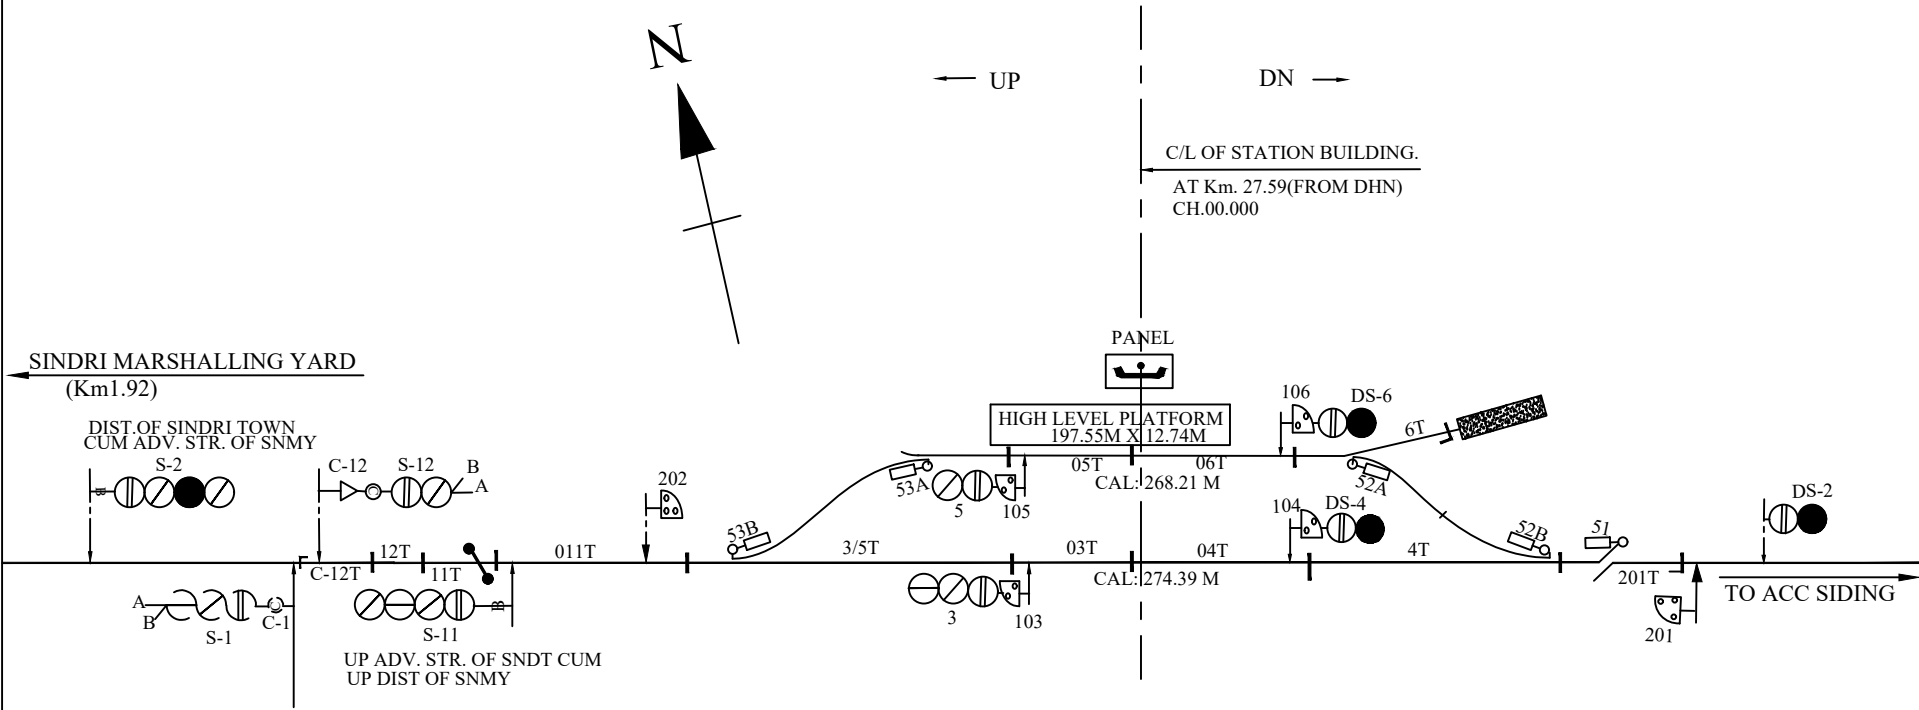 N
UP
DN
C/L OF STATION BUILDING.
AT Km. 27.59(FROM DHN)
CH.00.000
PANEL
SINDRI MARSHALLING YARD
(Km1.92)
HIGH LEVEL PLATFORM
197.55M X 12.74M
106
DS-6
6T
DIST.OF SINDRI TOWN
CUM ADV. STR. OF SNMY
S-2
B
C-12
S-12
B
A
C
202
53A
5
105
05T
06T
CAL: 268.21 M
52A
104
DS-4
DS-2
53B
52B
51
12T
011T
3/5T
03T
04T
4T
C-12T
11T
CAL: 274.39 M
201T
TO ACC SIDING
A
B
S-1
C
C-1
S-11
B
3
103
201
UP ADV. STR. OF SNDT CUM
UP DIST OF SNMY